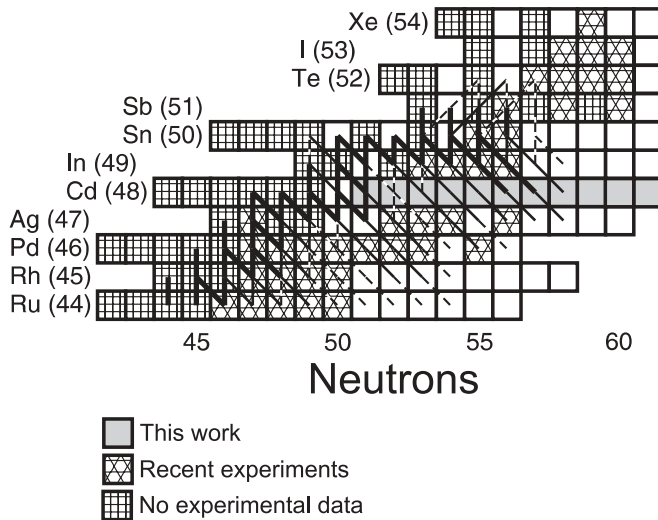 Xe (54)
I (53)
Te (52)
Sb (51)
Sn (50)
In (49)
Cd (48)
Ag (47)
Pd (46)
Rh (45)
Ru (44)
45 50 55 60
Neutrons
This work
Recent experiments
No experimental data